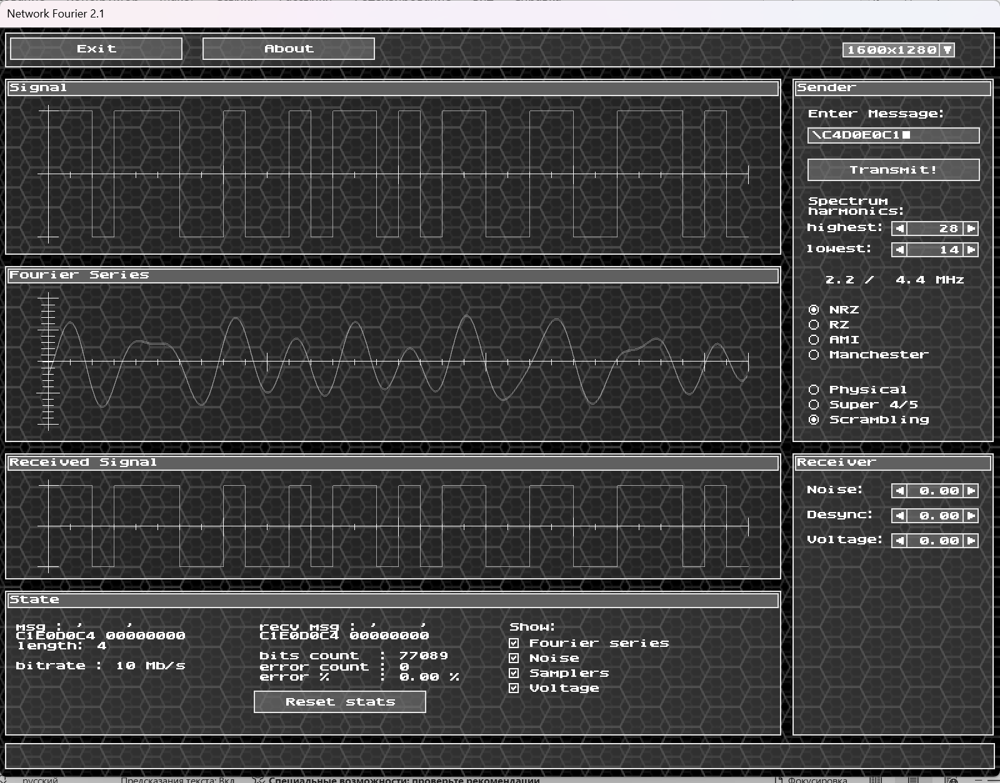 Network Fourier 2.1
Exit
About
1600x1280
Signal
Fourier Series
Received Signal
State
msg : '    '
C1E0D0C4 00000000
length: 4
bitrate : 10 Mb/s
recv msg : '    '
C1E0D0C4 00000000
bits count : 77089
error count : 0
error % : 0.00 %
Reset stats
Show:
Fourier series
Noise
Samplers
Voltage
Sender
Enter Message:
\C4D0E0C1
Transmit!
Spectrum
harmonics:
highest: 28
lowest: 14
2.2 / 4.4 MHz
NRZ
RZ
AMI
Manchester
Physical
Super 4/5
Scrambling
Receiver
Noise: 0.00
Desync: 0.00
Voltage: 0.00
русский Предсказания текста: Вкл. Специальные возможности: проверьте рекомендации Фокусировка